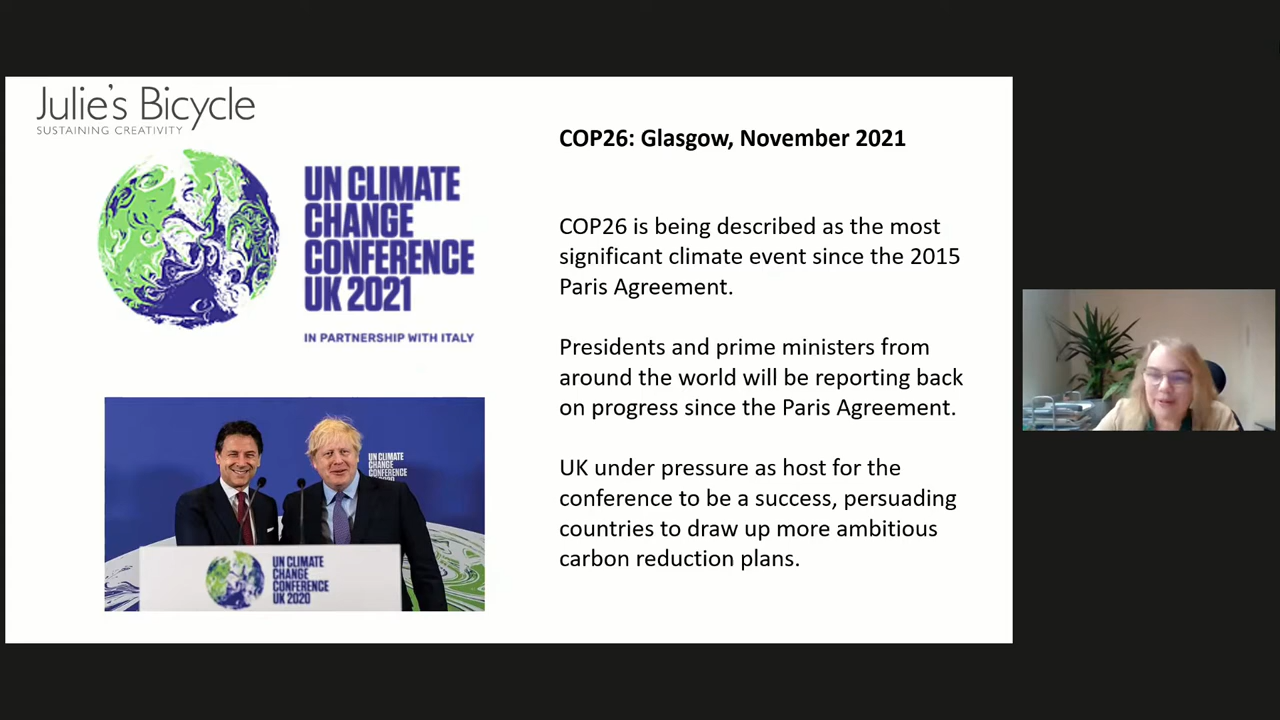 Julie's Bicycle
SUSTAINING CREATIVITY
UN CLIMATE
CHANGE
CONFERENCE
UK 2021
IN PARTNERSHIP WITH ITALY
UN CLIMATE
CHANGE
CONFERENCE
UN CLIMATE
CHANGE
CONFERENCE
UK 2020
COP26: Glasgow, November 2021
COP26 is being described as the most
significant climate event since the 2015
Paris Agreement.
Presidents and prime ministers from
around the world will be reporting back
on progress since the Paris Agreement.
UK under pressure as host for the
conference to be a success, persuading
countries to draw up more ambitious
carbon reduction plans.